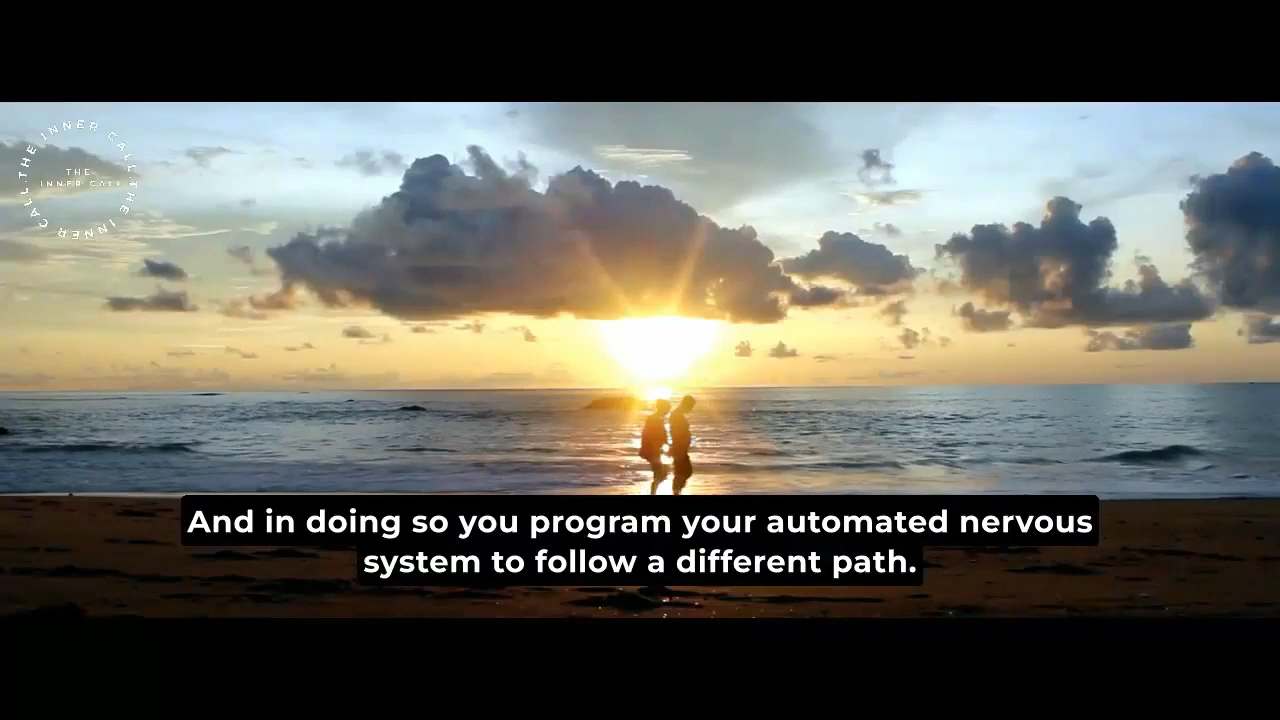 THE INNER CALL THE INNER CALL
THE
INNER CALL
And in doing so you program your automated nervous
system to follow a different path.